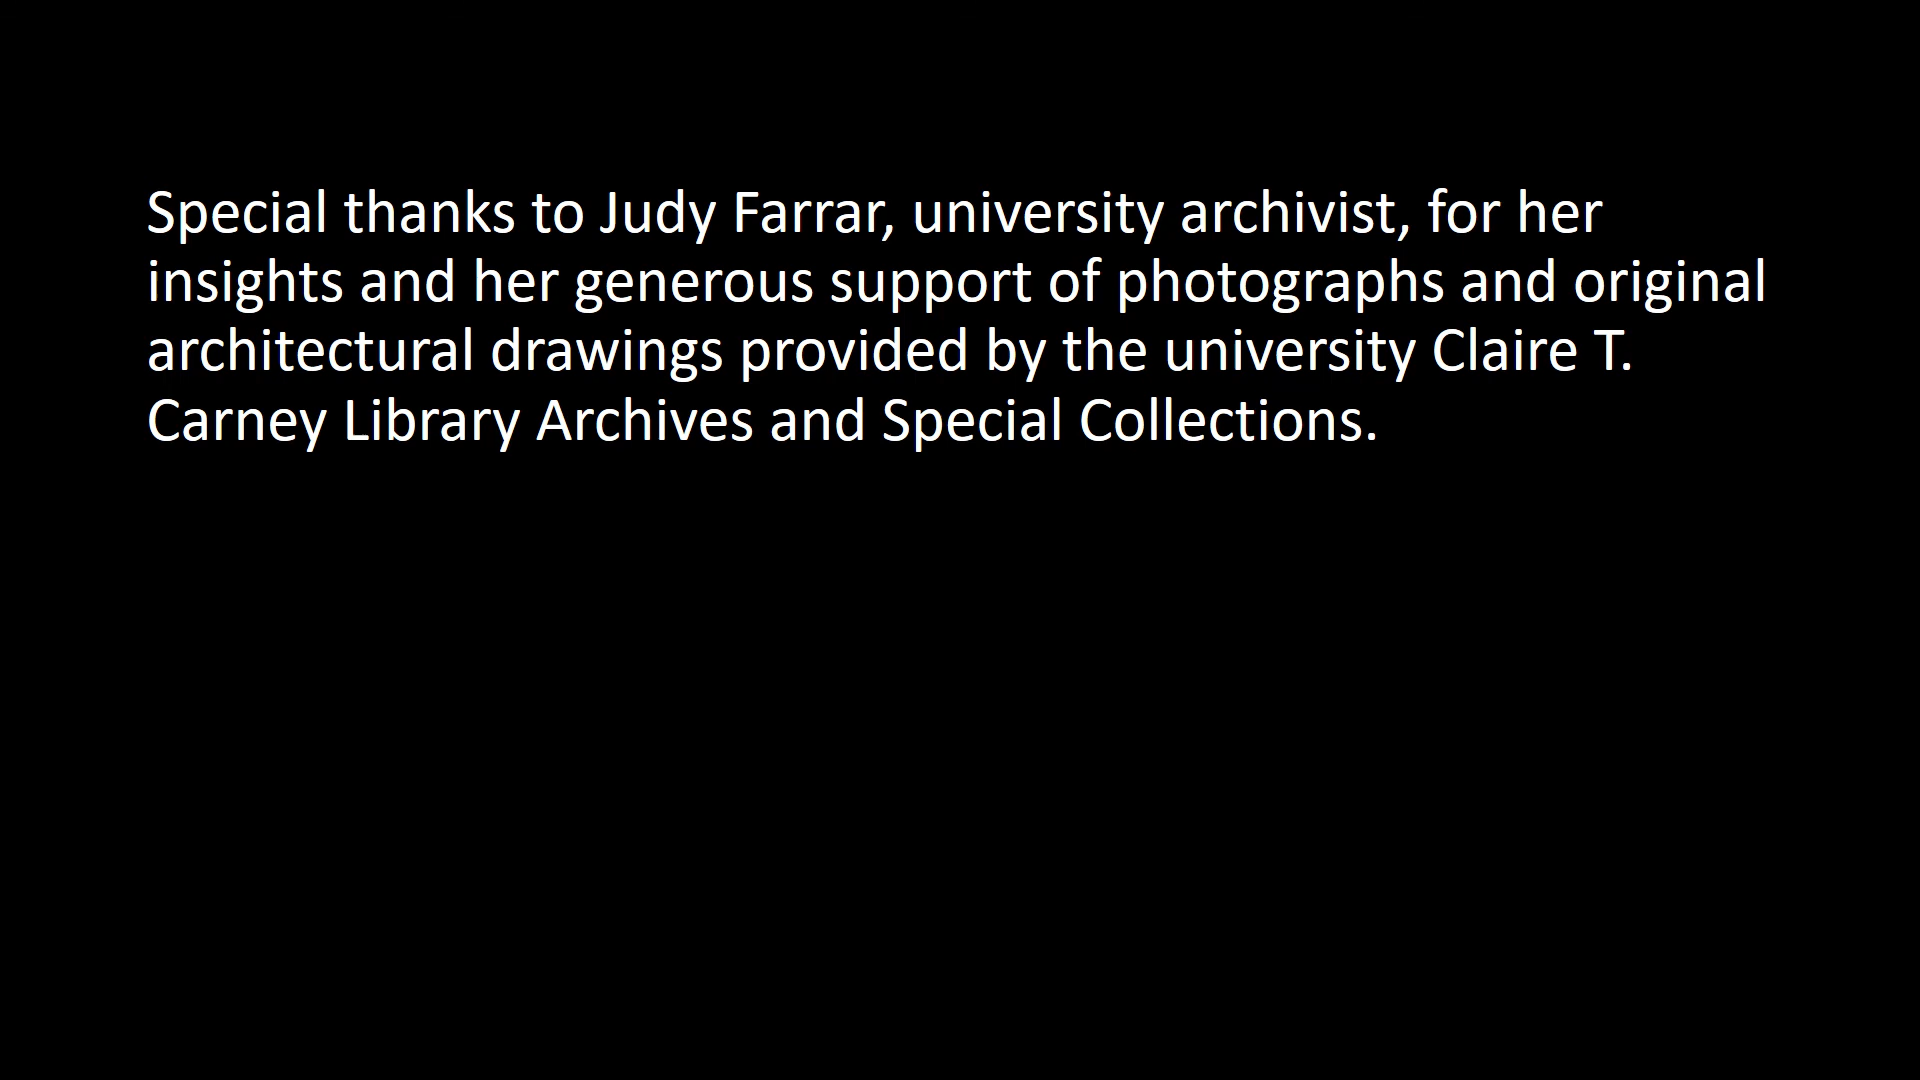 Special thanks to Judy Farrar, university archivist, for her
insights and her generous support of photographs and original
architectural drawings provided by the university Claire T.
Carney Library Archives and Special Collections.